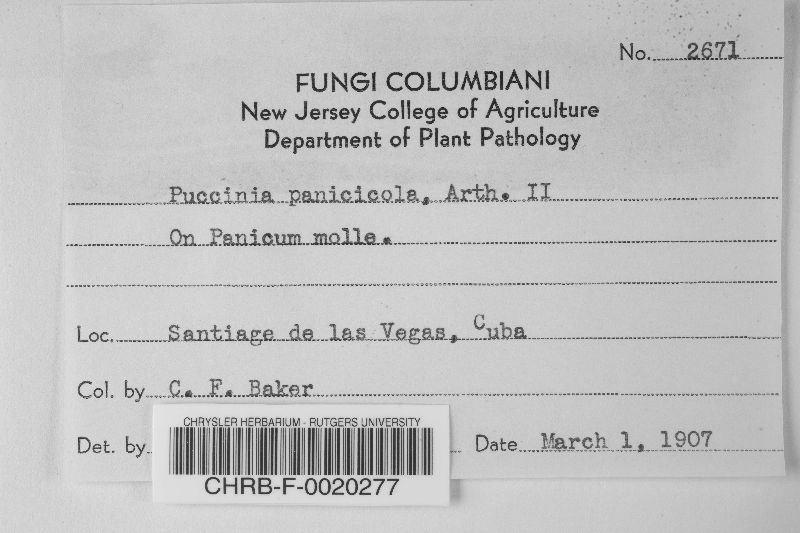 No. 2671
FUNGI COLUMBIANI
New Jersey College of Agriculture
Department of Plant Pathology
Puccinia panicicola, Arth. II
On Panicum molle.
Loc. Santiage de las Vegas, Cuba
Col. by C. F. Baker
Det. by
Date March 1, 1907
CHRYSLER HERBARIUM - RUTGERS UNIVERSITY
CHRB-F-0020277